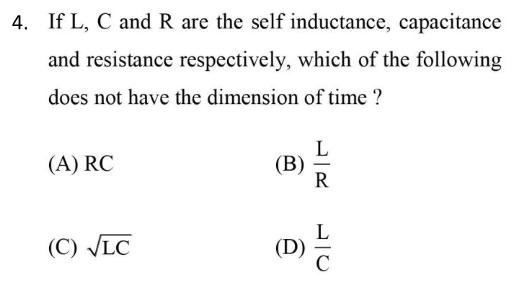 4. If L, C and R are the self inductance, capacitance
and resistance respectively, which of the following
does not have the dimension of time ?
(A) RC (B) L/R
(C) √LC (D) L/C